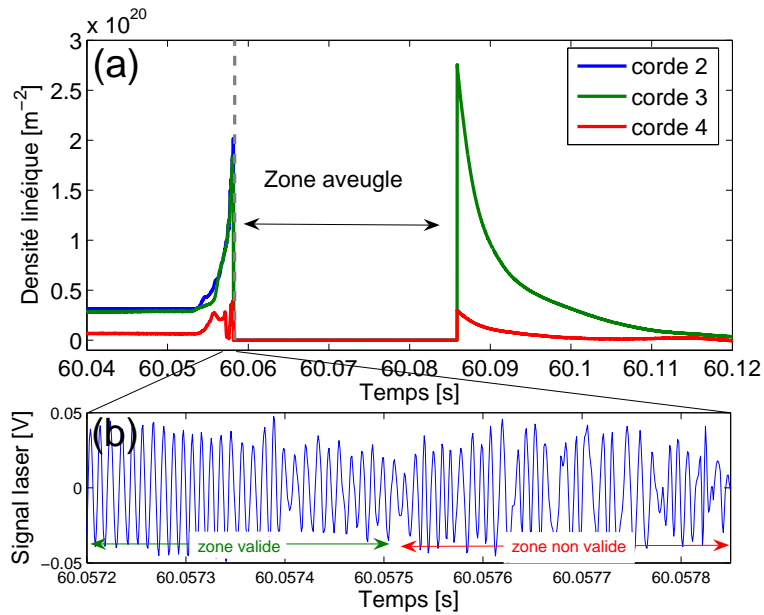 x 10^20
(a)
3
2.5
2
1.5
1
0.50
0
Densité linéique [m^-2]
corde 2
corde 3
corde 4
Zone aveugle
60.04 60.05 60.06 60.07 60.08 60.09 60.1 60.11 60.12
Temps [s]
(b)
0.05
0
-0.05
Signal laser [V]
zone valide
zone non valide
60.0572 60.0573 60.0574 60.0575 60.0576 60.0577 60.0578
Temps [s]